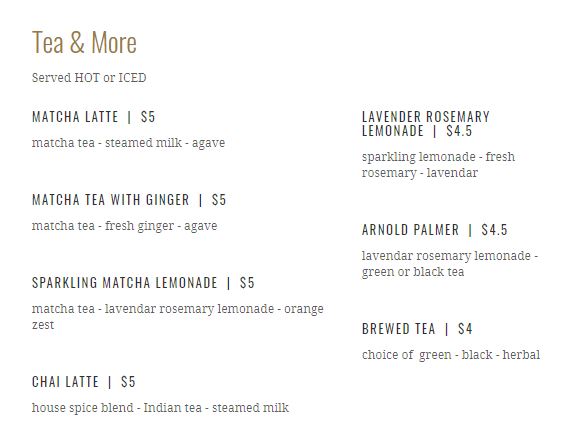 Tea & More
Served HOT or ICED
MATCHA LATTE | $5
matcha tea - steamed milk - agave
MATCHA TEA WITH GINGER | $5
matcha tea - fresh ginger - agave
SPARKLING MATCHA LEMONADE | $5
matcha tea - lavendar rosemary lemonade - orange
zest
CHAI LATTE | $5
house spice blend - Indian tea - steamed milk
LAVENDER ROSEMARY
LEMONADE | $4.5
sparkling lemonade - fresh
rosemary - lavendar
ARNOLD PALMER | $4.5
lavendar rosemary lemonade -
green or black tea
BREWED TEA | $4
choice of green - black - herbal